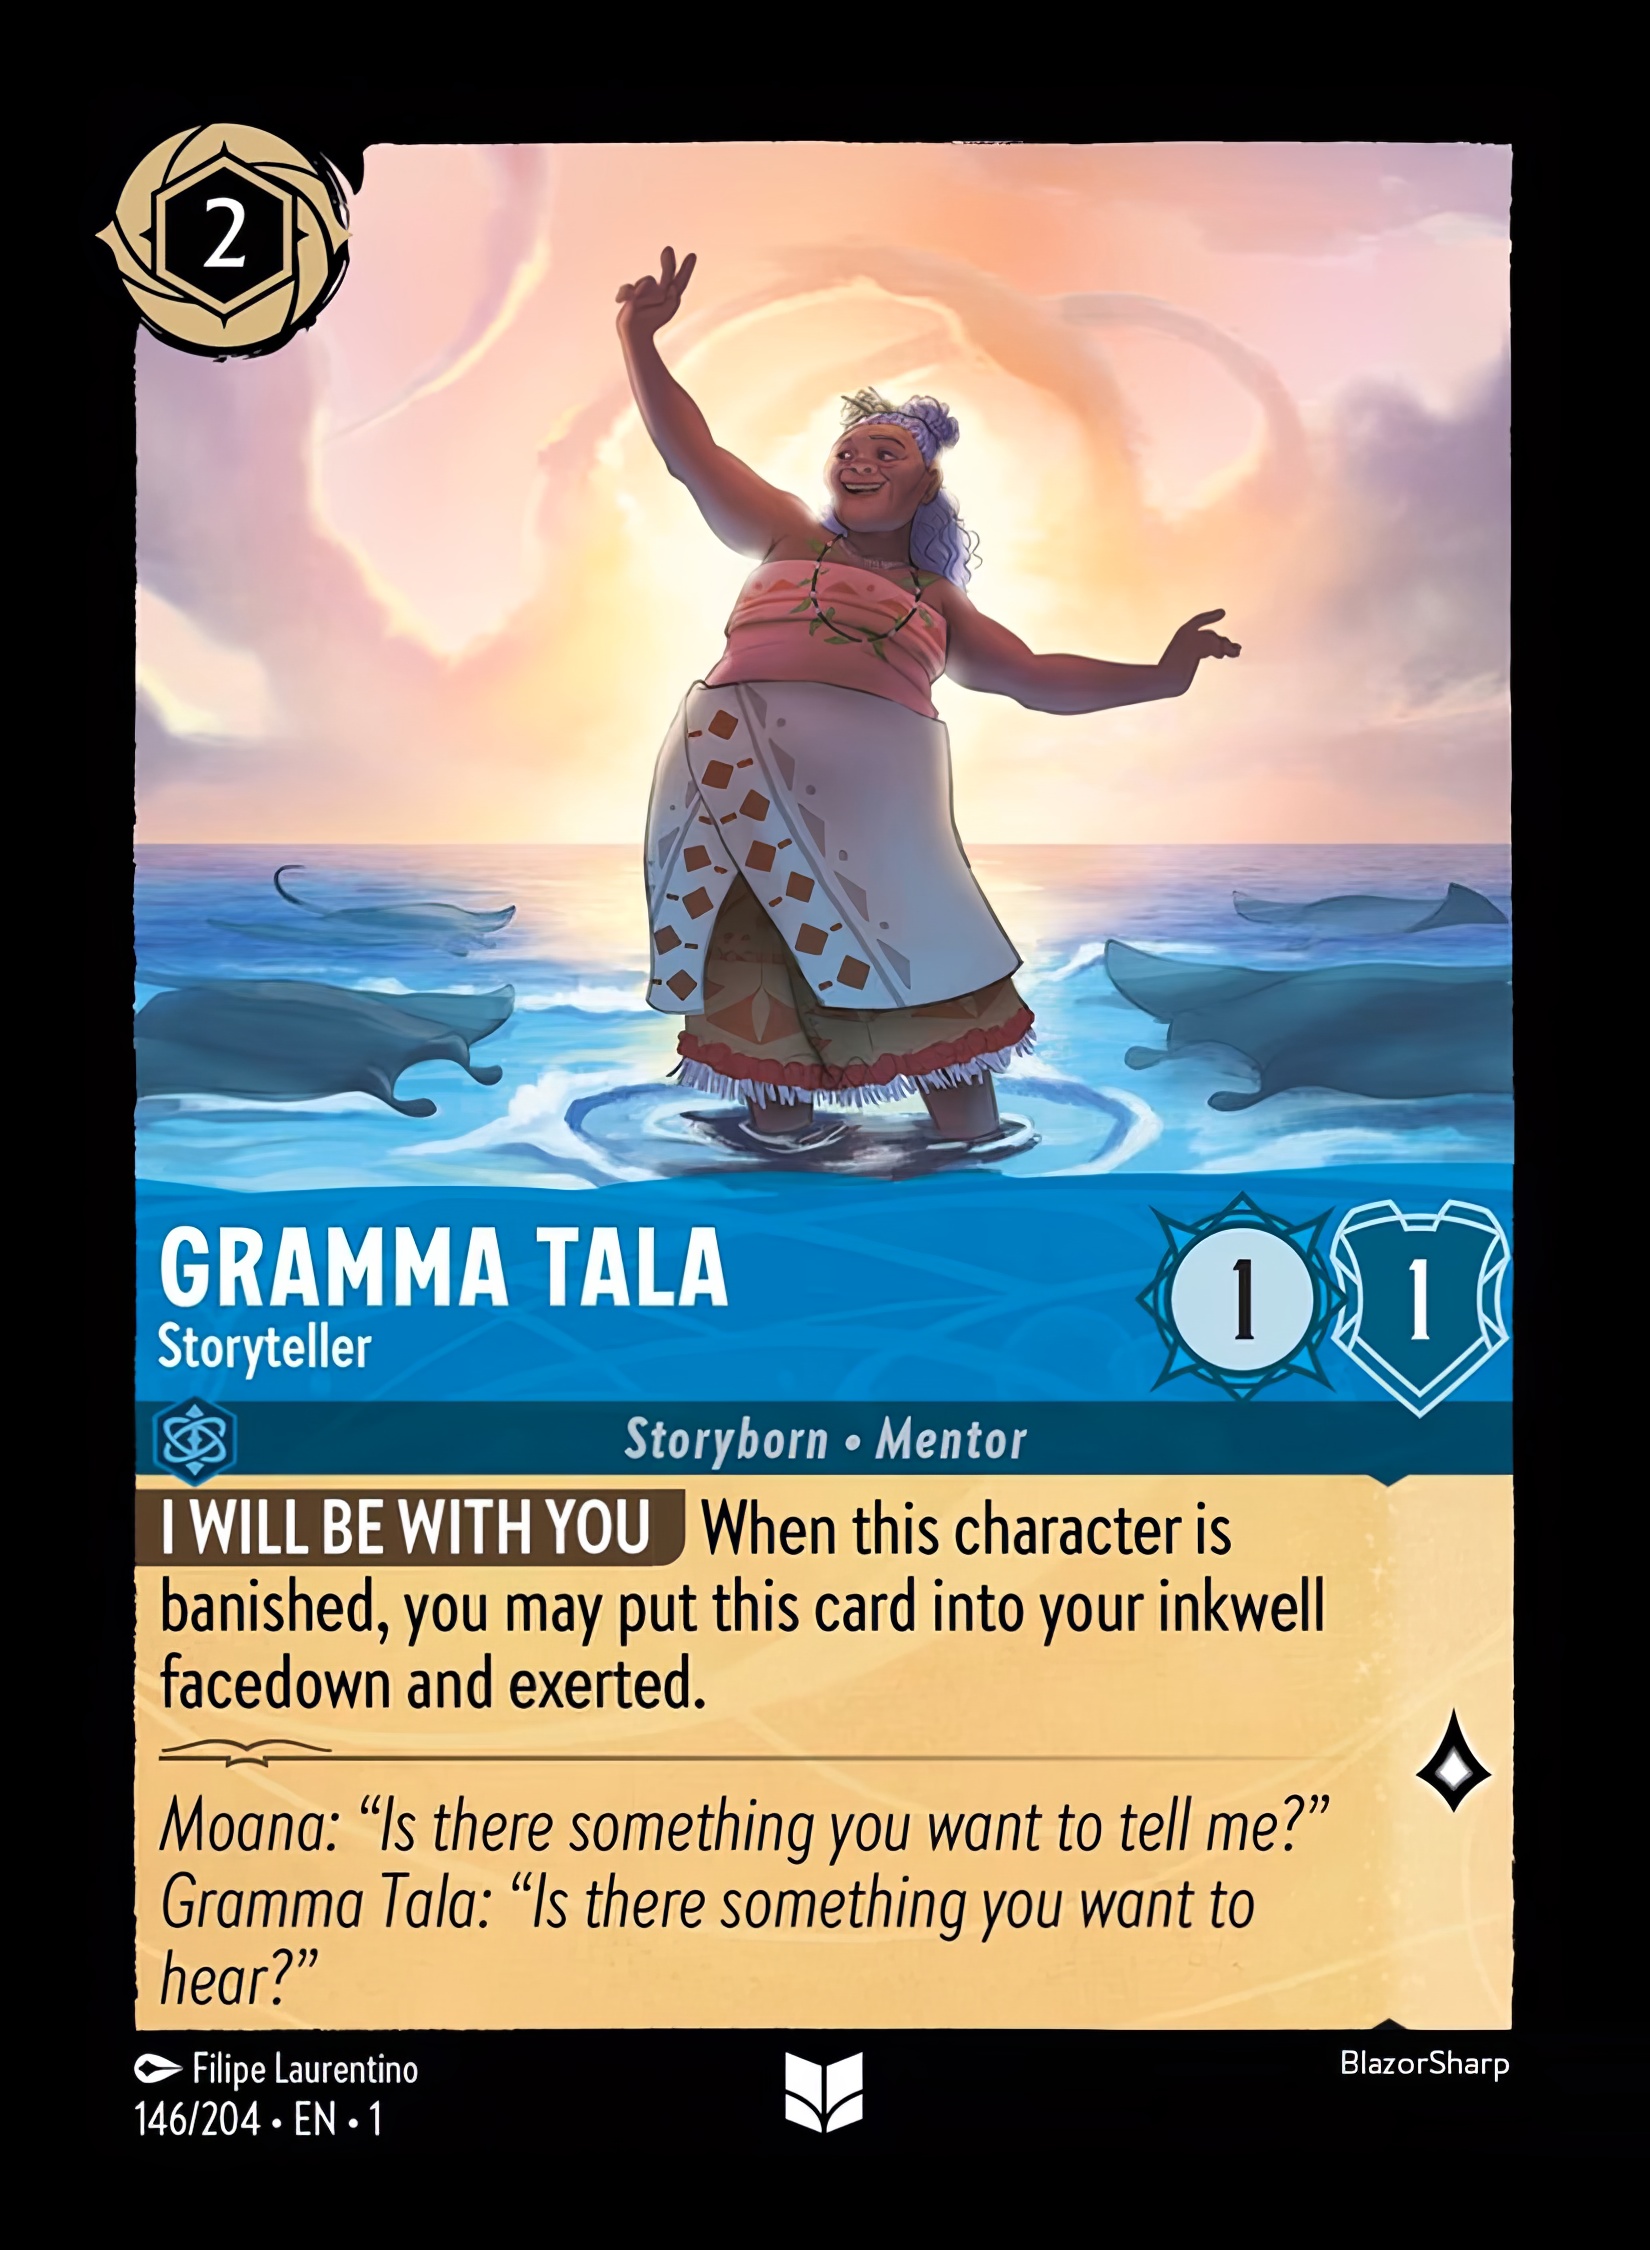 2
GRAMMA TALA
Storyteller
1 1
Storyborn • Mentor
I WILL BE WITH YOU When this character is
banished, you may put this card into your inkwell
facedown and exerted.
Moana: “Is there something you want to tell me?”
Gramma Tala: “Is there something you want to
hear?”
Filipe Laurentino
BlazorSharp
146/204 • EN • 1